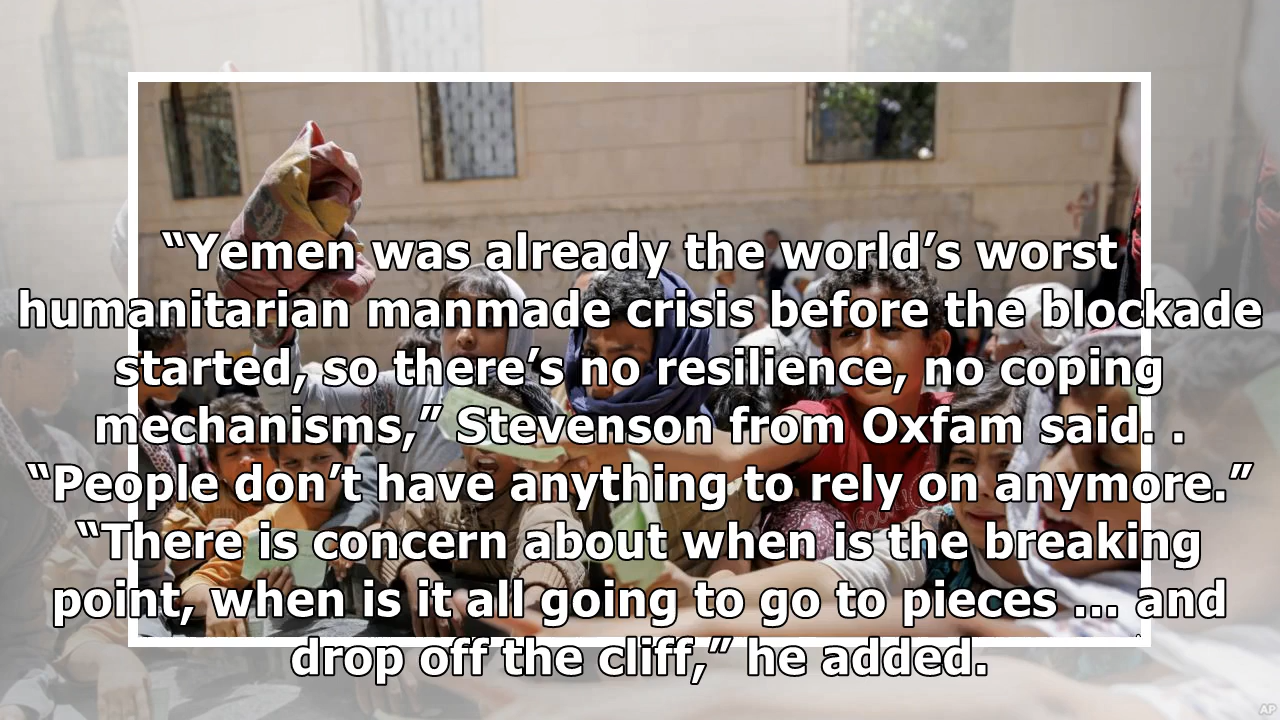 “Yemen was already the world’s worst
humanitarian manmade crisis before the blockade
started, so there’s no resilience, no coping
mechanisms,” Stevenson from Oxfam said. .
“People don’t have anything to rely on anymore.”
“There is concern about when is the breaking
point, when is it all going to go to pieces ... and
drop off the cliff,” he added.
AP